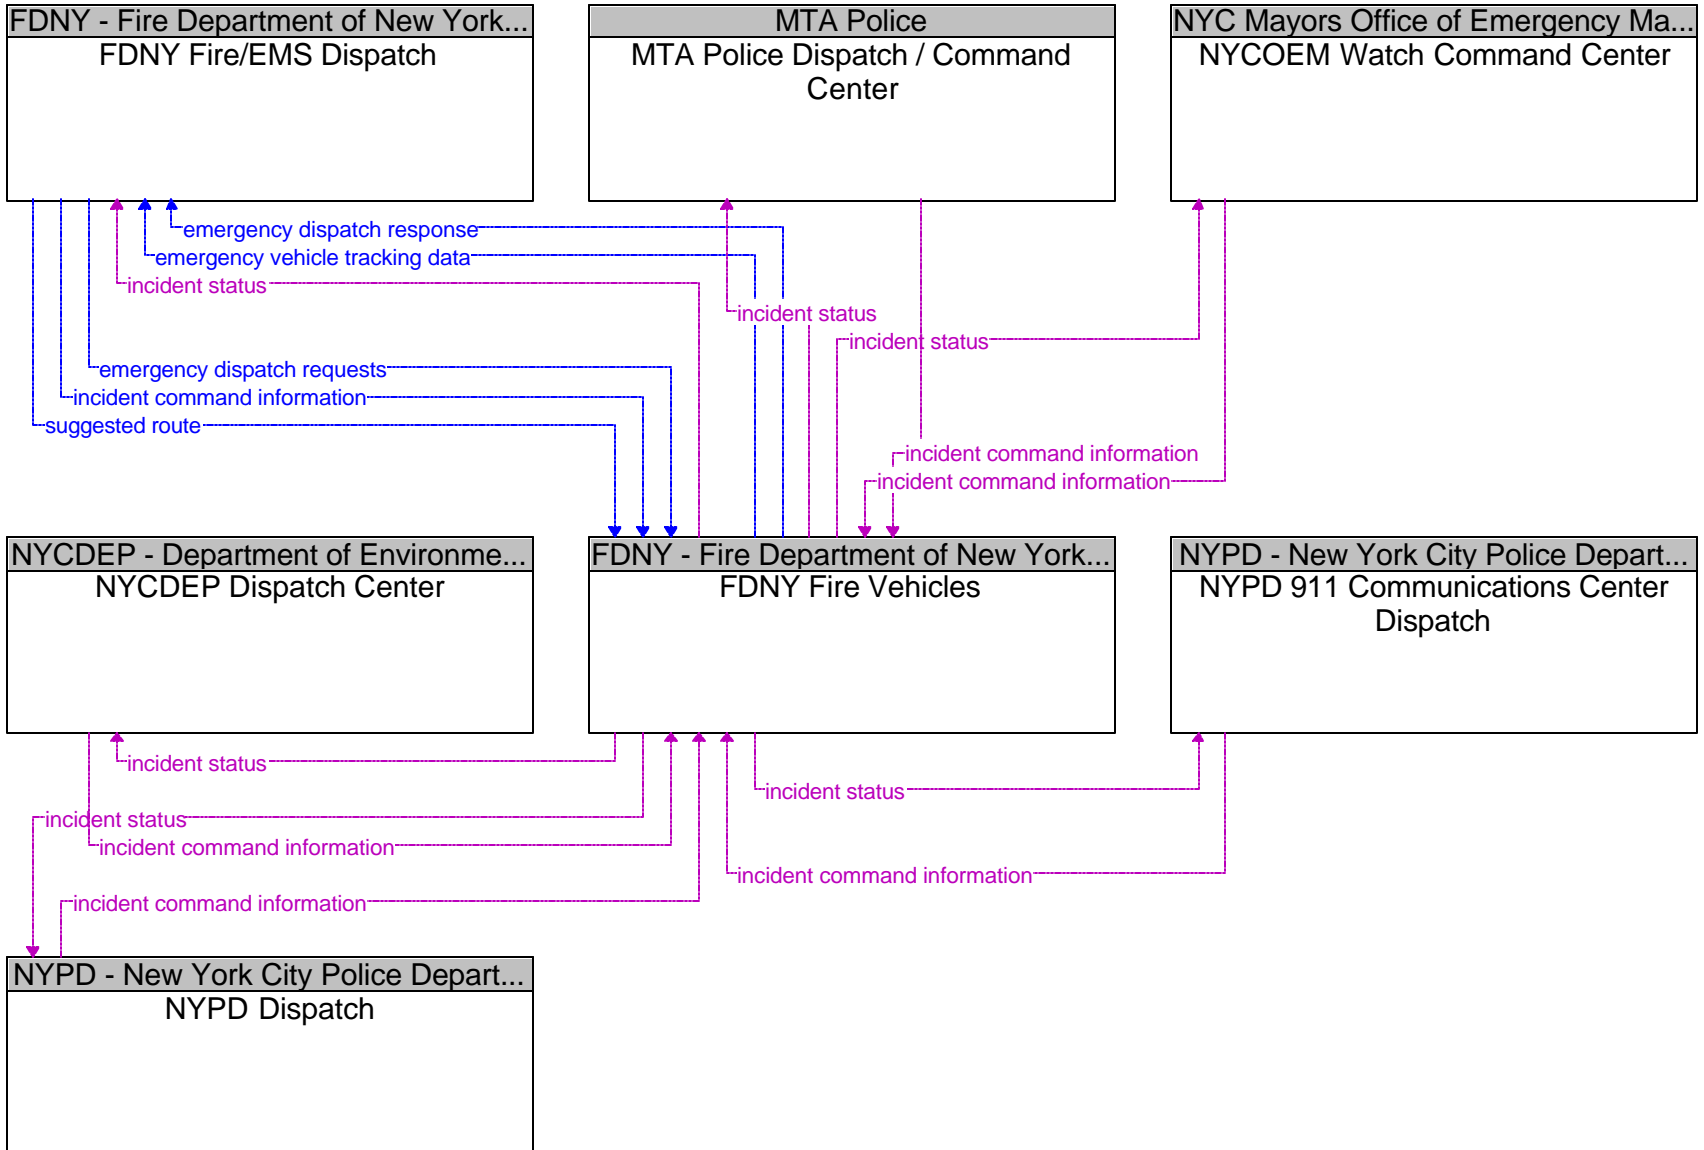 FDNY - Fire Department of New York...
FDNY Fire/EMS Dispatch
MTA Police
MTA Police Dispatch / Command
Center
NYC Mayors Office of Emergency Ma...
NYCOEM Watch Command Center
emergency dispatch response
emergency vehicle tracking data
incident status
incident status
incident status
emergency dispatch requests
incident command information
suggested route
incident command information
incident command information
NYCDEP - Department of Environme...
NYCDEP Dispatch Center
FDNY - Fire Department of New York...
FDNY Fire Vehicles
NYPD - New York City Police Depart...
NYPD 911 Communications Center
Dispatch
incident status
incident status
incident status
incident command information
incident command information
incident command information
NYPD - New York City Police Depart...
NYPD Dispatch